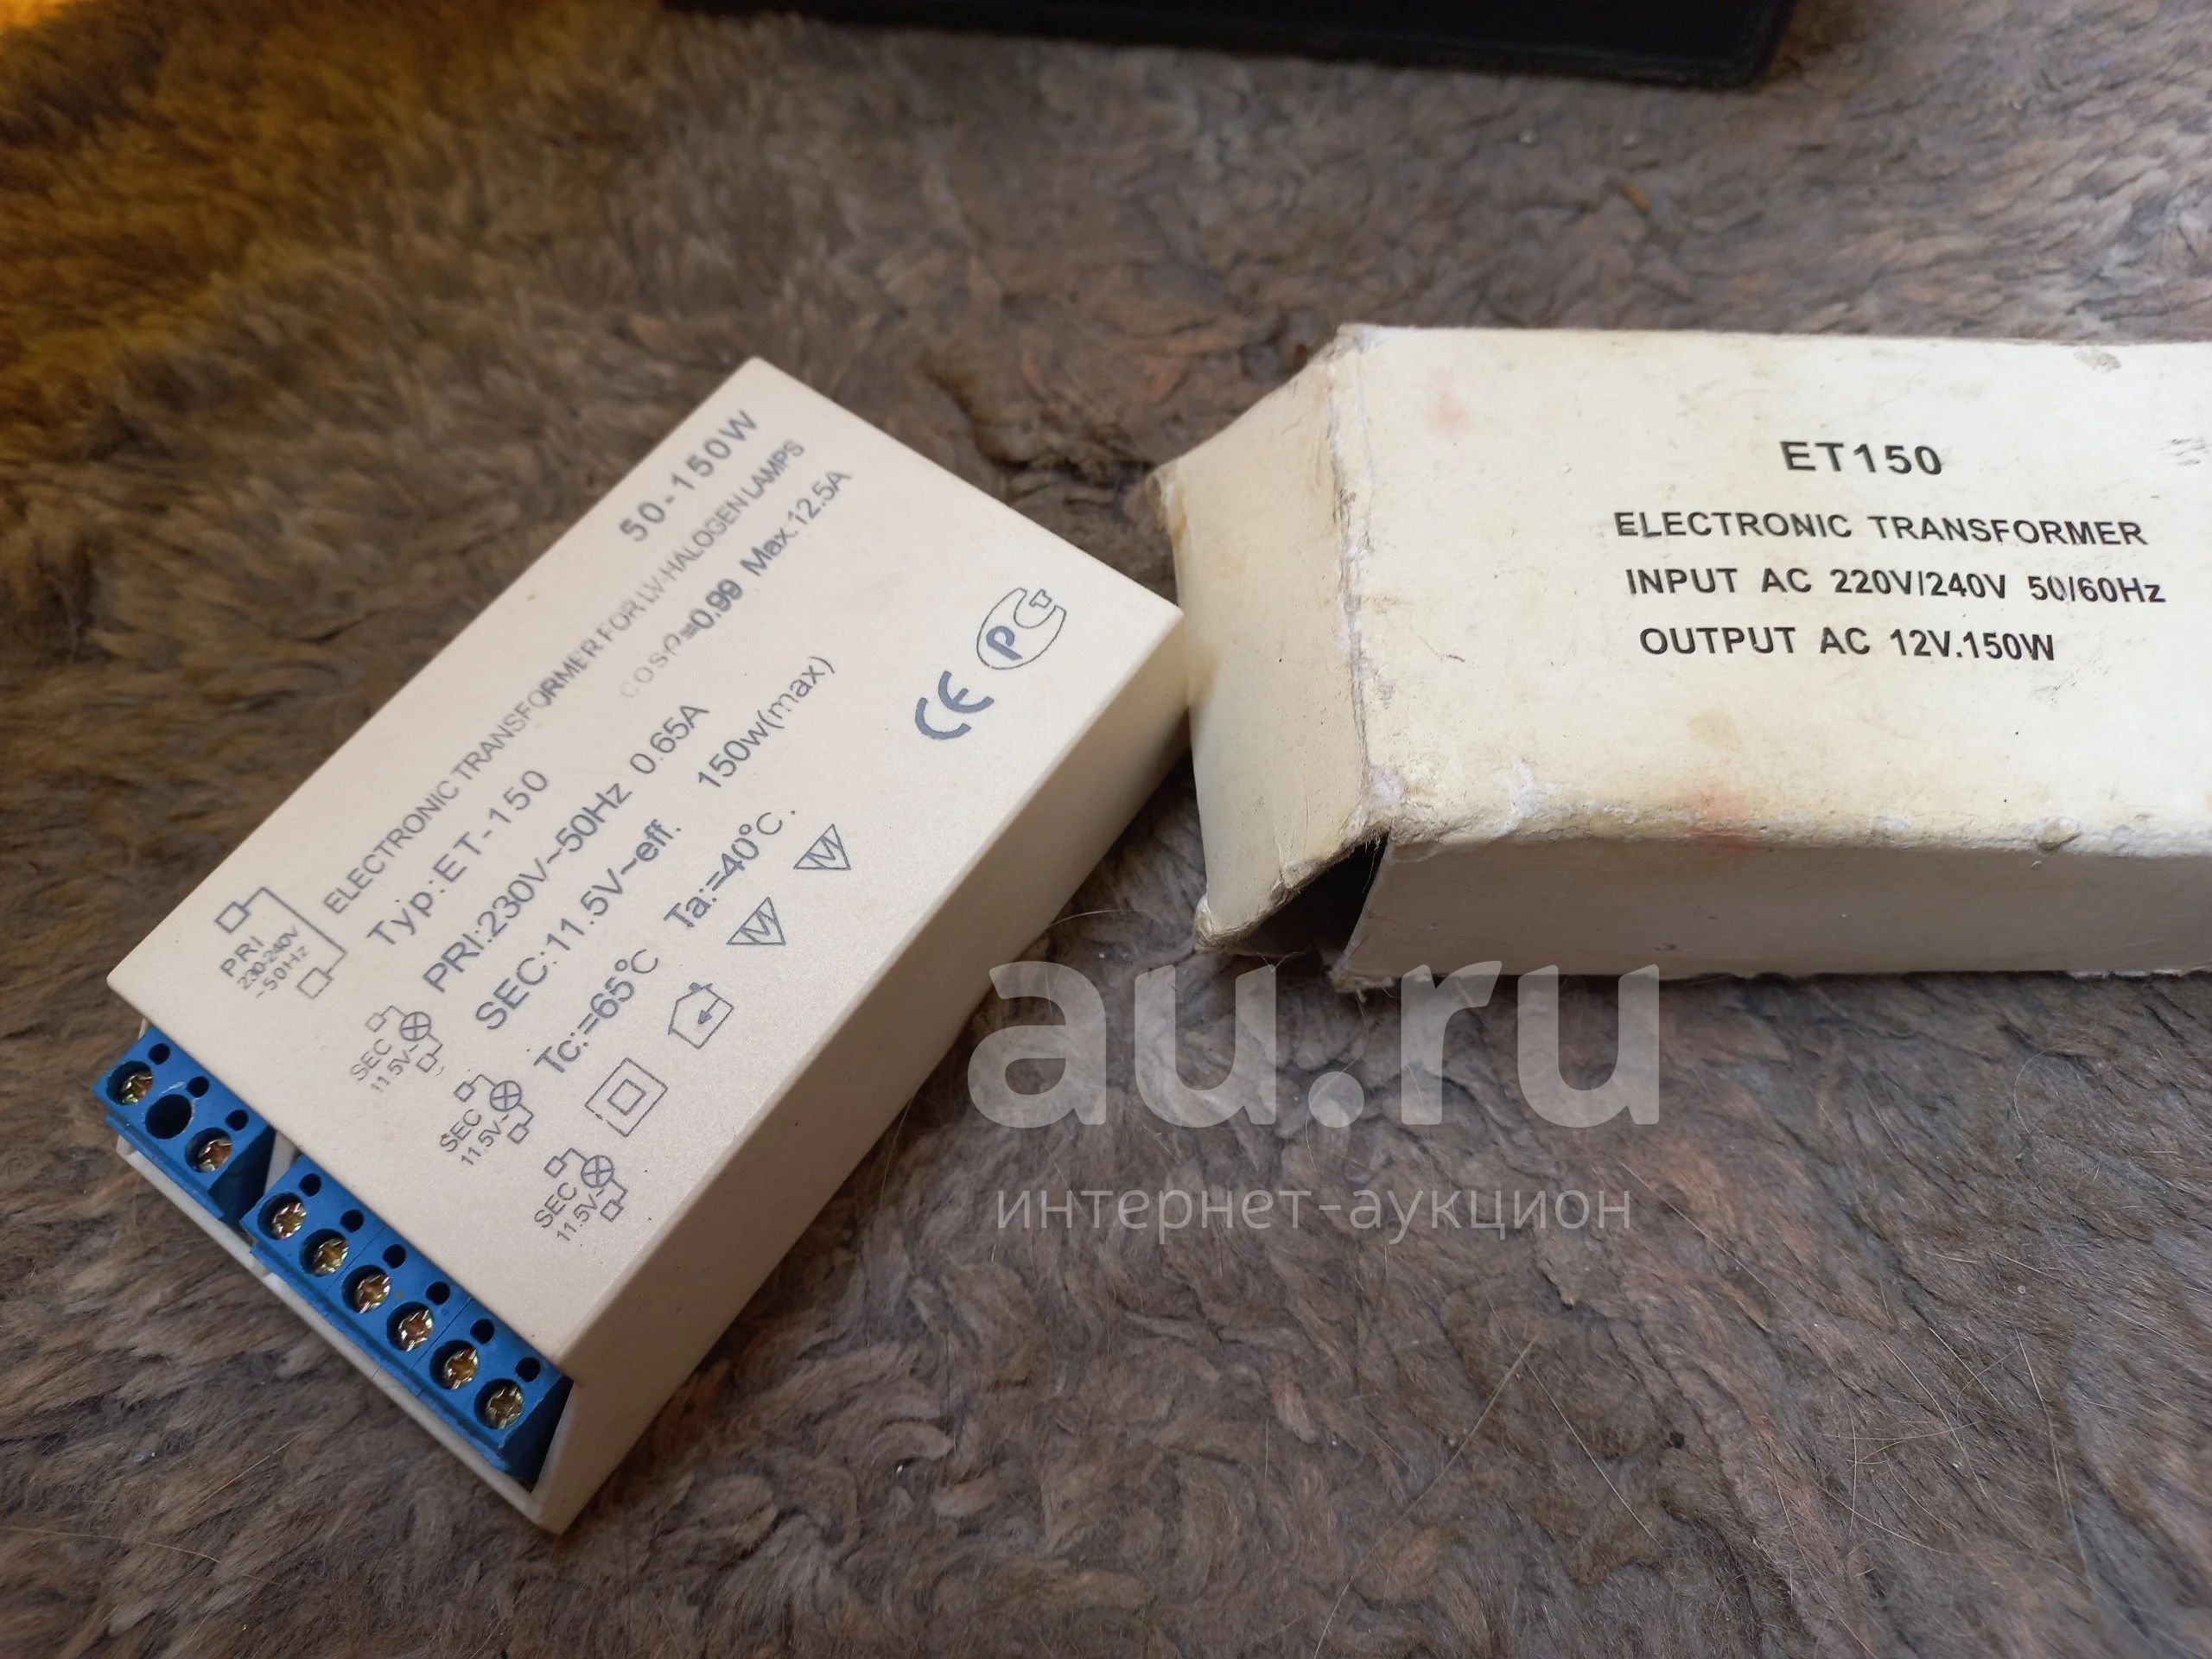 50-150W
ELECTRONIC TRANSFORMER FOR LV-HALOGEN LAMPS
COSP=0.99 Max.12.5A
Typ:ET-150
PRI:230V~50Hz 0.65A
SEC:11.5V~eff. 150w(max)
Tc:=65°C Ta:=40°C.
M M
CE PCT
PRI
230-240V
~50Hz
SEC
11.5V~
SEC
11.5V~
SEC
11.5V~
ET150
ELECTRONIC TRANSFORMER
INPUT AC 220V/240V 50/60Hz
OUTPUT AC 12V.150W
au.ru
интернет-аукцион